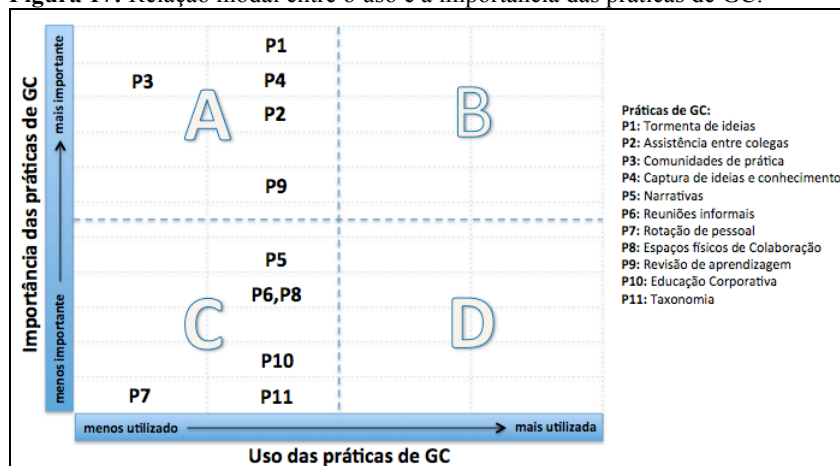 Figura 17. Relação modal entre o uso e a importância das práticas de GC.
Importância das práticas de GC
mais importante
menos importante
P1
P3
P4
A
P2
B
P9
P5
P6,P8
C
D
P10
P7
P11
menos utilizado
mais utilizada
Uso das práticas de GC
Práticas de GC:
P1: Tormenta de ideias
P2: Assistência entre colegas
P3: Comunidades de prática
P4: Captura de ideias e conhecimento
P5: Narrativas
P6: Reuniões informais
P7: Rotação de pessoal
P8: Espaços físicos de Colaboração
P9: Revisão de aprendizagem
P10: Educação Corporativa
P11: Taxonomia